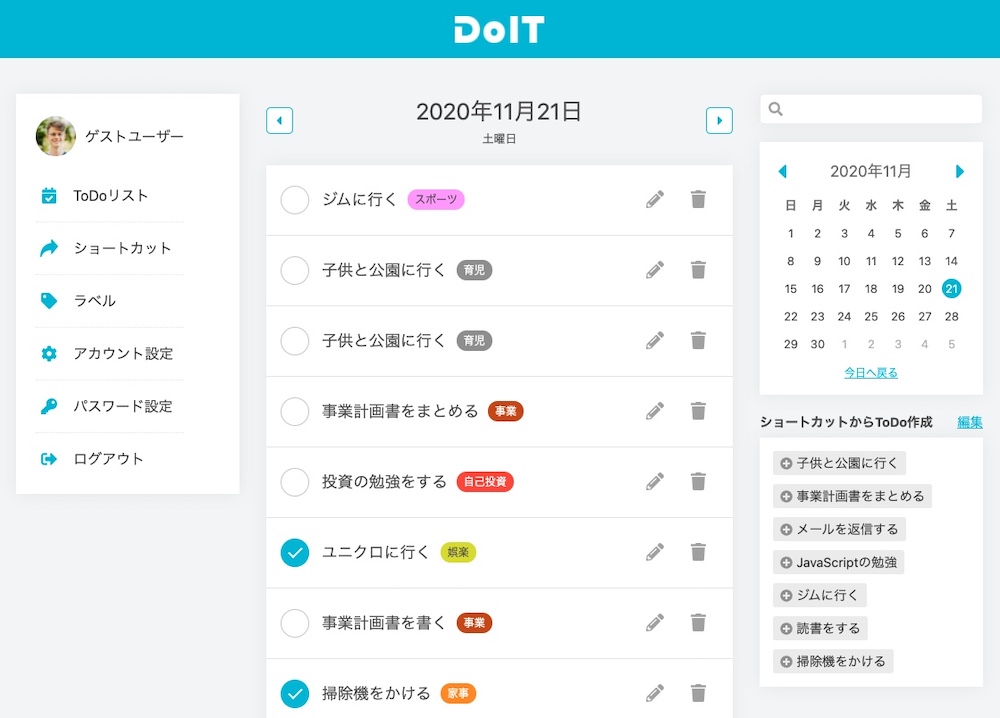 DoIT
ゲストユーザー
ToDoリスト
ショートカット
ラベル
アカウント設定
パスワード設定
ログアウト
2020年11月21日
土曜日
ジムに行く スポーツ
子供と公園に行く 育児
子供と公園に行く 育児
事業計画書をまとめる 事業
投資の勉強をする 自己投資
ユニクロに行く 娯楽
事業計画書を書く 事業
掃除機をかける 家事
2020年11月
日 月 火 水 木 金 土
1 2 3 4 5 6 7
8 9 10 11 12 13 14
15 16 17 18 19 20 21
22 23 24 25 26 27 28
29 30 1 2 3 4 5
今日へ戻る
ショートカットからToDo作成 編集
子供と公園に行く
事業計画書をまとめる
メールを返信する
JavaScriptの勉強
ジムに行く
読書をする
掃除機をかける